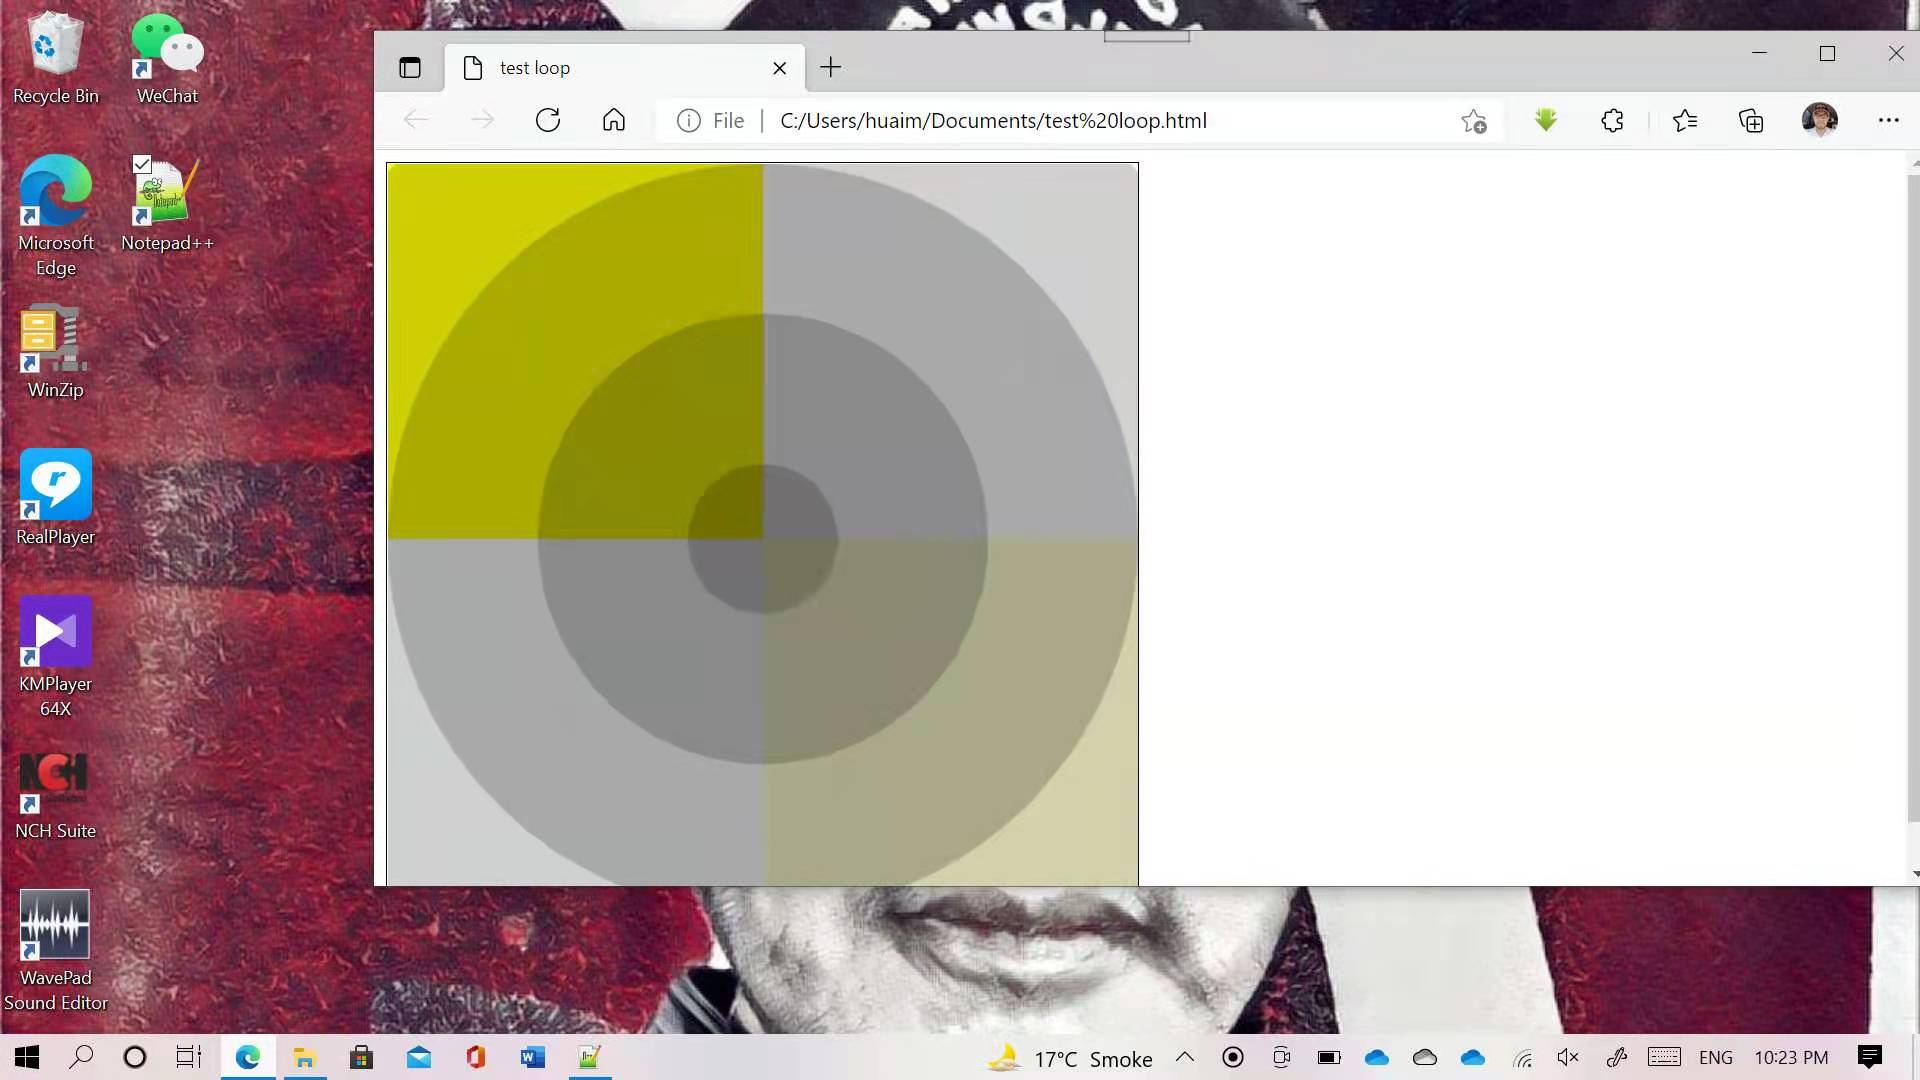 Recycle Bin
WeChat
Microsoft
Edge
Notepad++
WinZip
RealPlayer
KMPlayer
64X
NCH
NCH Suite
WavePad
Sound Editor
test loop
File
C:/Users/huaim/Documents/test%20loop.html
17°C Smoke
ENG
10:23 PM